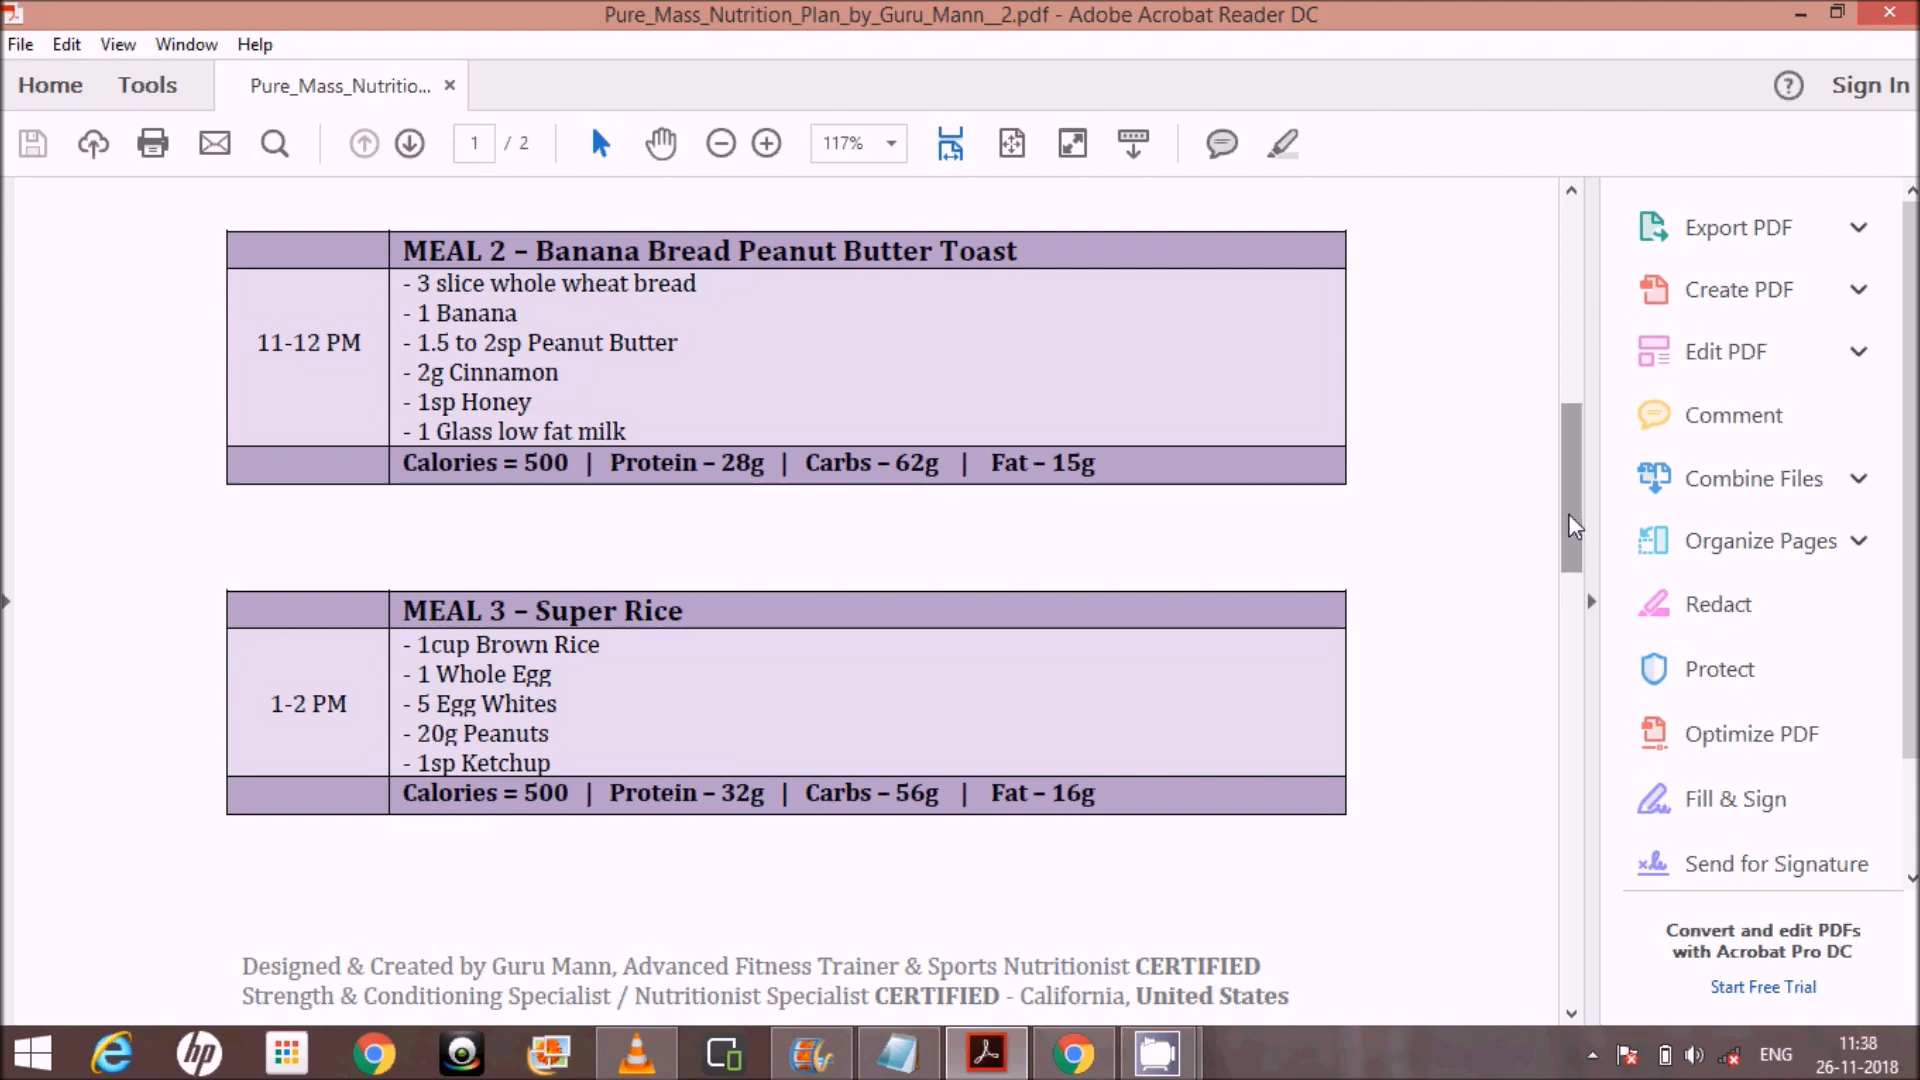 Pure_Mass_Nutrition_Plan_by_Guru_Mann__2.pdf - Adobe Acrobat Reader DC
File Edit View Window Help
Home Tools Pure_Mass_Nutritio... × Sign In
1 / 2 117%
MEAL 2 – Banana Bread Peanut Butter Toast
- 3 slice whole wheat bread
- 1 Banana
11-12 PM
- 1.5 to 2sp Peanut Butter
- 2g Cinnamon
- 1sp Honey
- 1 Glass low fat milk
Calories = 500 | Protein – 28g | Carbs – 62g | Fat – 15g
MEAL 3 – Super Rice
- 1cup Brown Rice
- 1 Whole Egg
1-2 PM
- 5 Egg Whites
- 20g Peanuts
- 1sp Ketchup
Calories = 500 | Protein – 32g | Carbs – 56g | Fat – 16g
Designed & Created by Guru Mann, Advanced Fitness Trainer & Sports Nutritionist CERTIFIED
Strength & Conditioning Specialist / Nutritionist Specialist CERTIFIED - California, United States
Export PDF
Create PDF
Edit PDF
Comment
Combine Files
Organize Pages
Redact
Protect
Optimize PDF
Fill & Sign
Send for Signature
Convert and edit PDFs
with Acrobat Pro DC
Start Free Trial
hp
ENG
11:38
26-11-2018